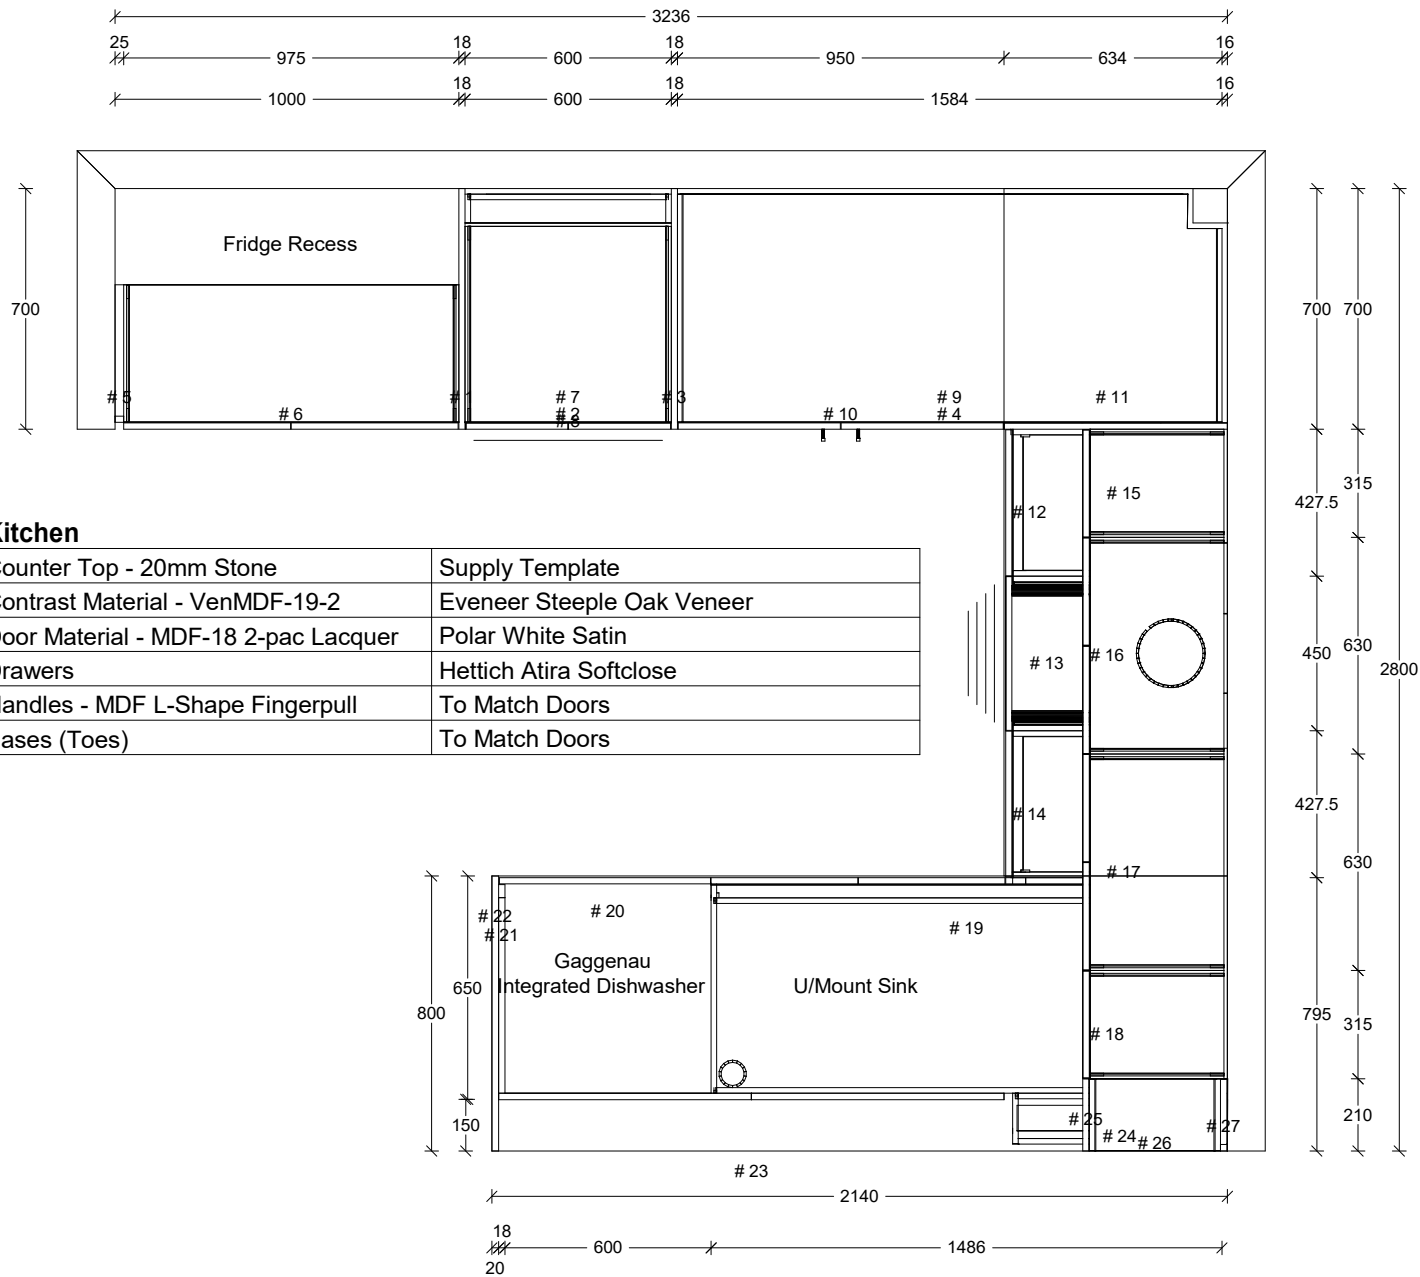 3236
25 975 18 600 18 950 634 16
1000 18 600 18 1584 16
Fridge Recess
700
700 700
# 5 # 7 # 3 # 9 # 11
# 6 # 2 # 10 # 4
# 8
427.5 315
# 15
# 12
Kitchen
Counter Top - 20mm Stone Supply Template
Contrast Material - VenMDF-19-2 Eveneer Steeple Oak Veneer
Door Material - MDF-18 2-pac Lacquer Polar White Satin
Drawers Hettich Atira Softclose
Handles - MDF L-Shape Fingerpull To Match Doors
Bases (Toes) To Match Doors
# 13 # 16 450 630
2800
# 14 427.5
# 17 630
# 22 # 20
# 21 # 19
Gaggenau
Integrated Dishwasher U/Mount Sink
650
800 795 315
# 18
150 210
# 25 # 24 # 26 # 27
# 23
2140
18
600 1486
20